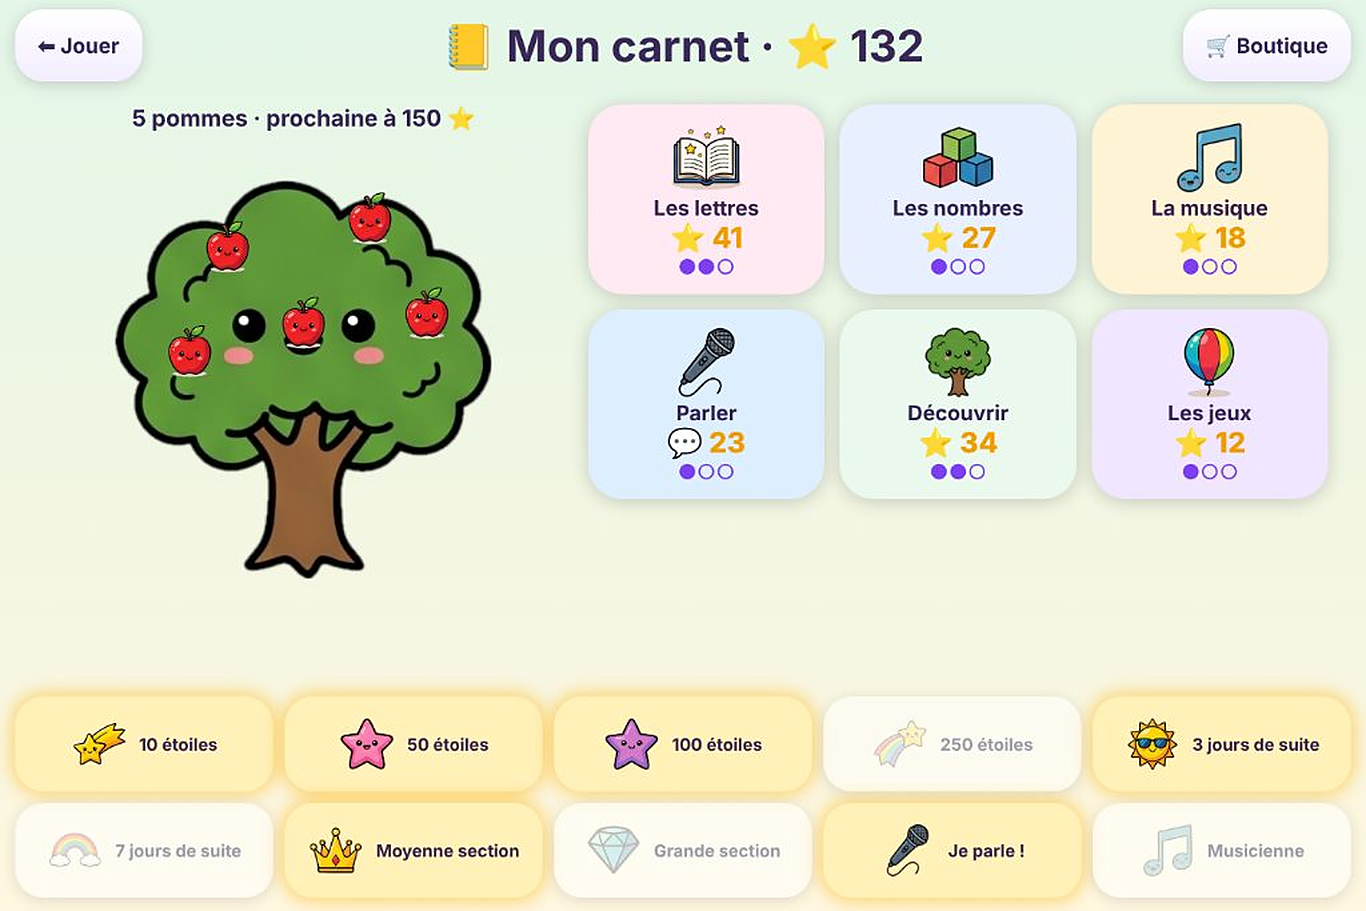 ⬅ Jouer
📒 Mon carnet · ⭐ 132
🛒 Boutique
5 pommes · prochaine à 150 ⭐
Les lettres
⭐ 41
Les nombres
⭐ 27
La musique
⭐ 18
Parler
💬 23
Découvrir
⭐ 34
Les jeux
⭐ 12
10 étoiles
50 étoiles
100 étoiles
250 étoiles
3 jours de suite
7 jours de suite
Moyenne section
Grande section
Je parle !
Musicienne